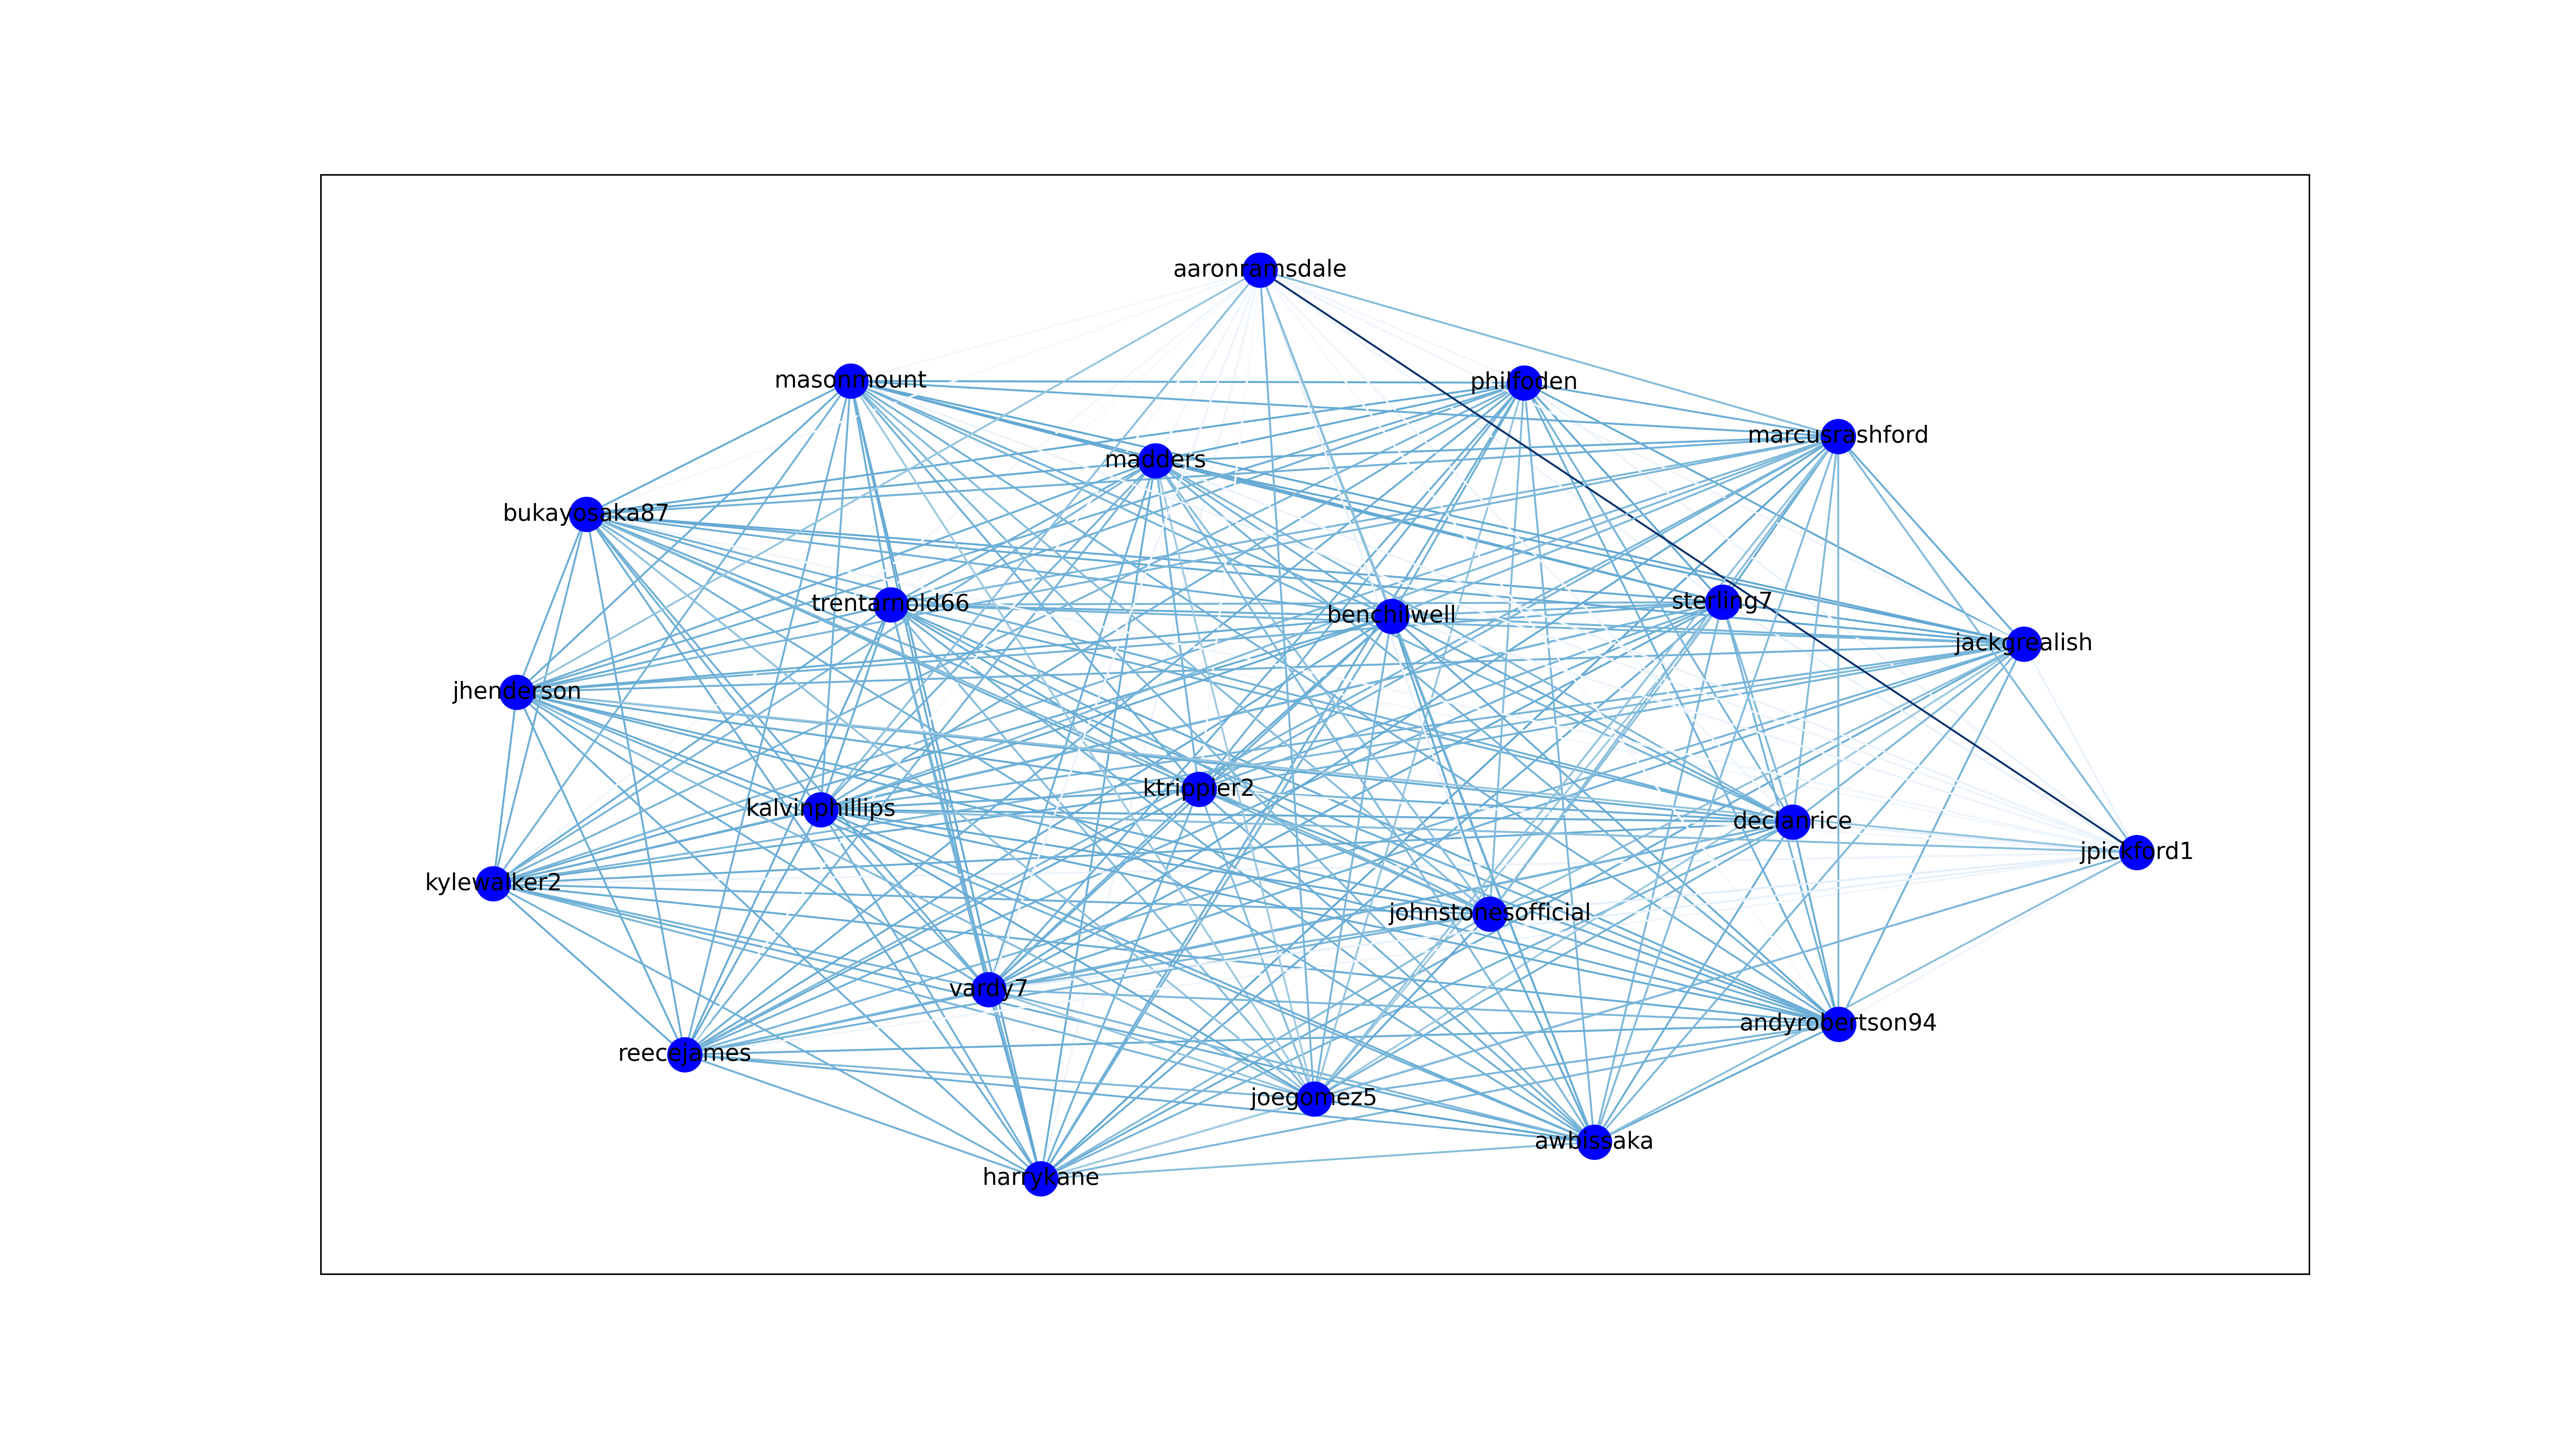 aaronramsdale
masonmount
philfoden
marcusrashford
madders
bukayosaka87
trentarnold66
benchilwell
sterling7
jackgrealish
jhenderson
ktrippier2
kalvinphillips
declanrice
jpickford1
kylewalker2
johnstonesofficial
vardy7
andyrobertson94
reecejames
joegomez5
awbissaka
harrykane